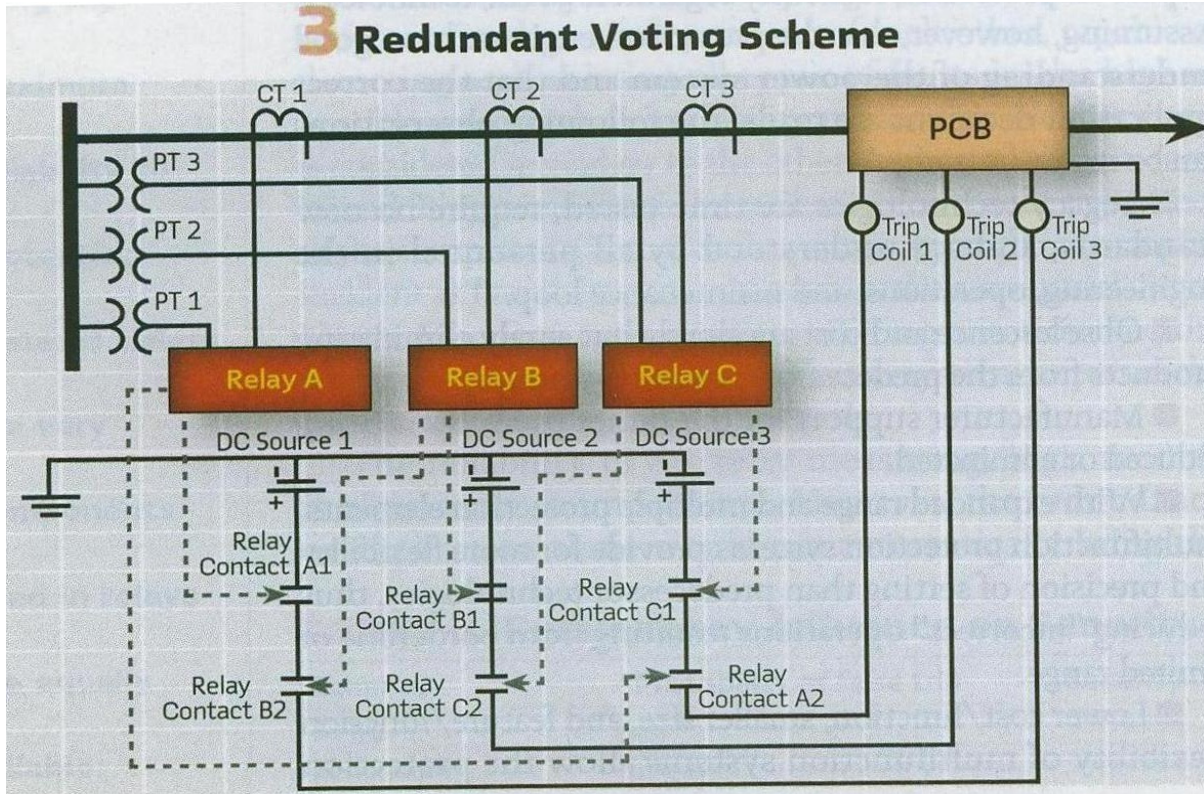 3 Redundant Voting Scheme
CT 1
CT 2
CT 3
PCB
PT 3
PT 2
PT 1
Trip
Coil 1
Trip
Coil 2
Trip
Coil 3
Relay A
Relay B
Relay C
DC Source 1
DC Source 2
DC Source 3
-
+
-
+
-
+
Relay
Contact A1
Relay
Contact B1
Relay
Contact C1
Relay
Contact B2
Relay
Contact C2
Relay
Contact A2